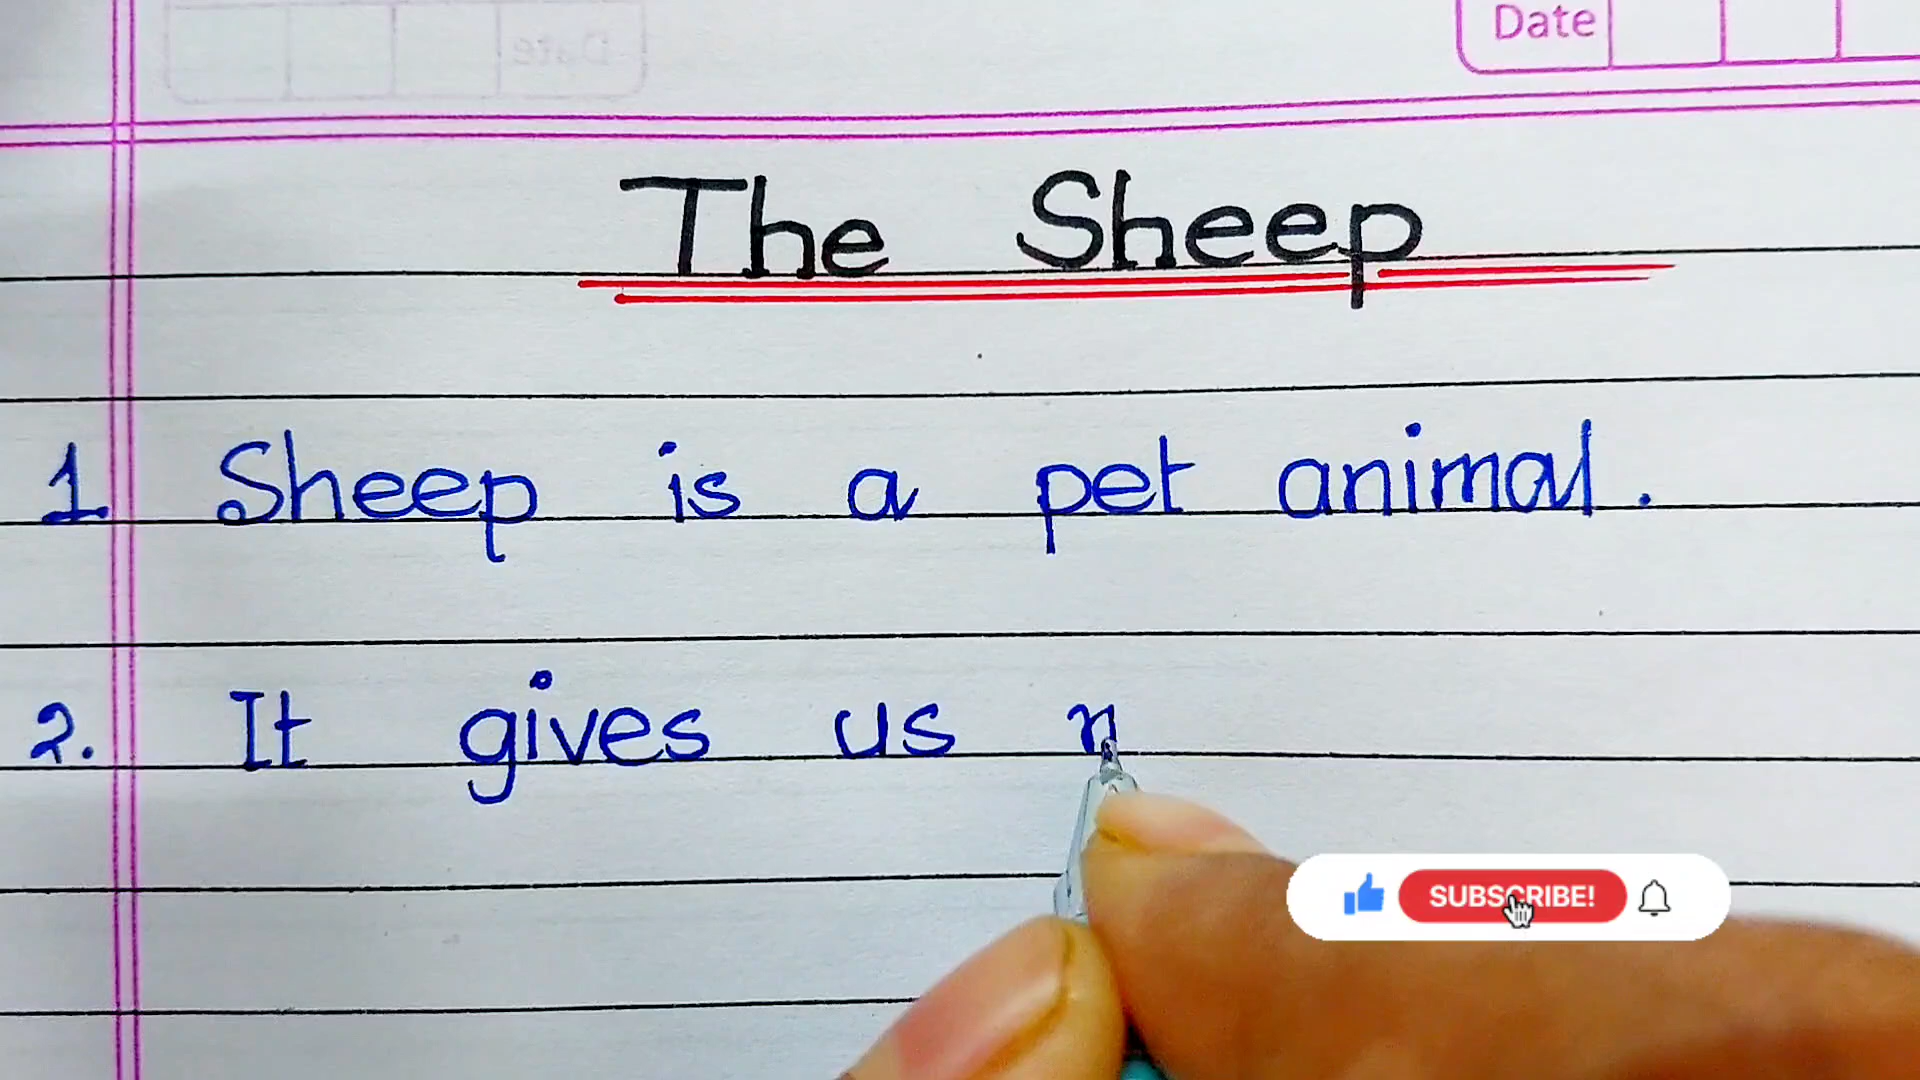 Date
The Sheep
1. Sheep is a pet animal.
2. It gives us
SUBSCRIBE!